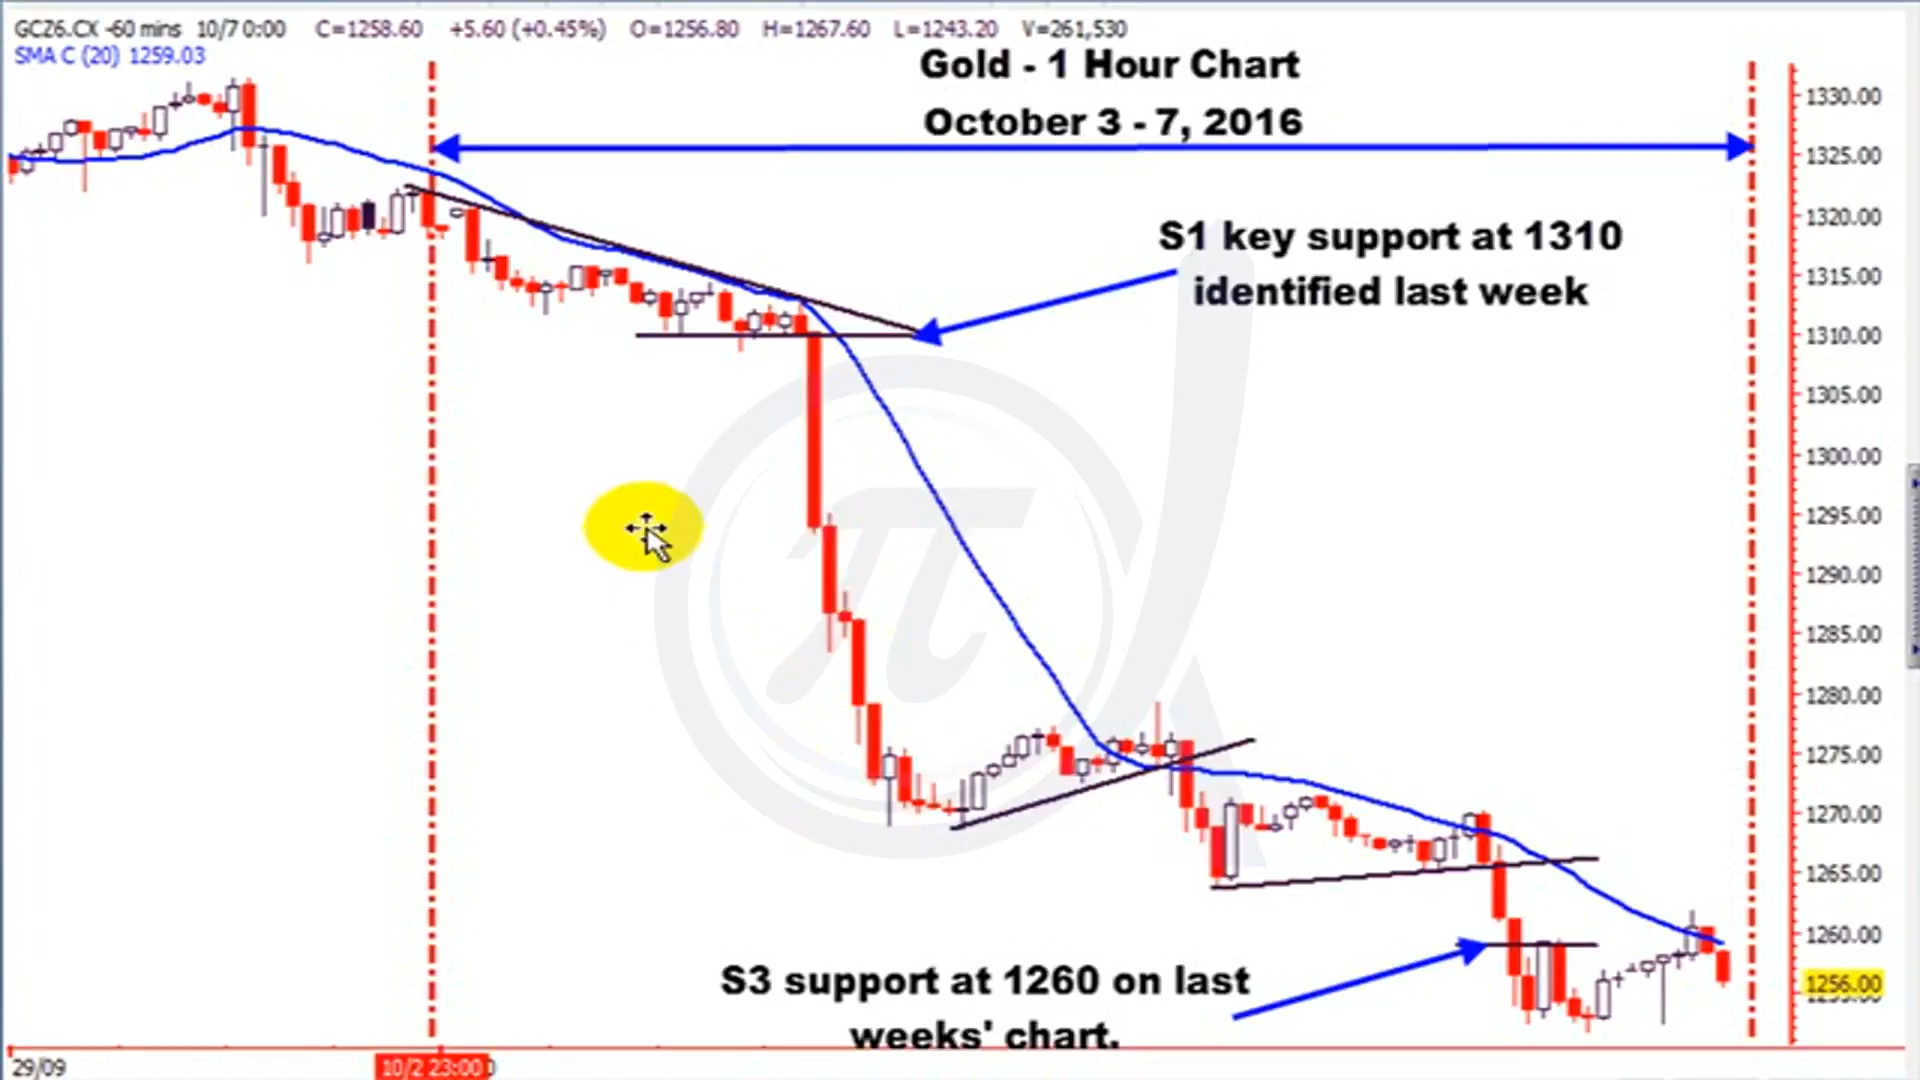 GCZ6.CX -60 mins 10/7 0:00 C=1258.60 +5.60 (+0.45%) O=1256.80 H=1267.60 L=1243.20 V=261,530
SMA C (20) 1259.03
Gold - 1 Hour Chart
October 3 - 7, 2016
S1 key support at 1310
identified last week
1330.00
1325.00
1320.00
1315.00
1310.00
1305.00
1300.00
1295.00
1290.00
1285.00
1280.00
1275.00
1270.00
1265.00
1260.00
1256.00
S3 support at 1260 on last
weeks' chart.
29/09
10/2 23:00
π